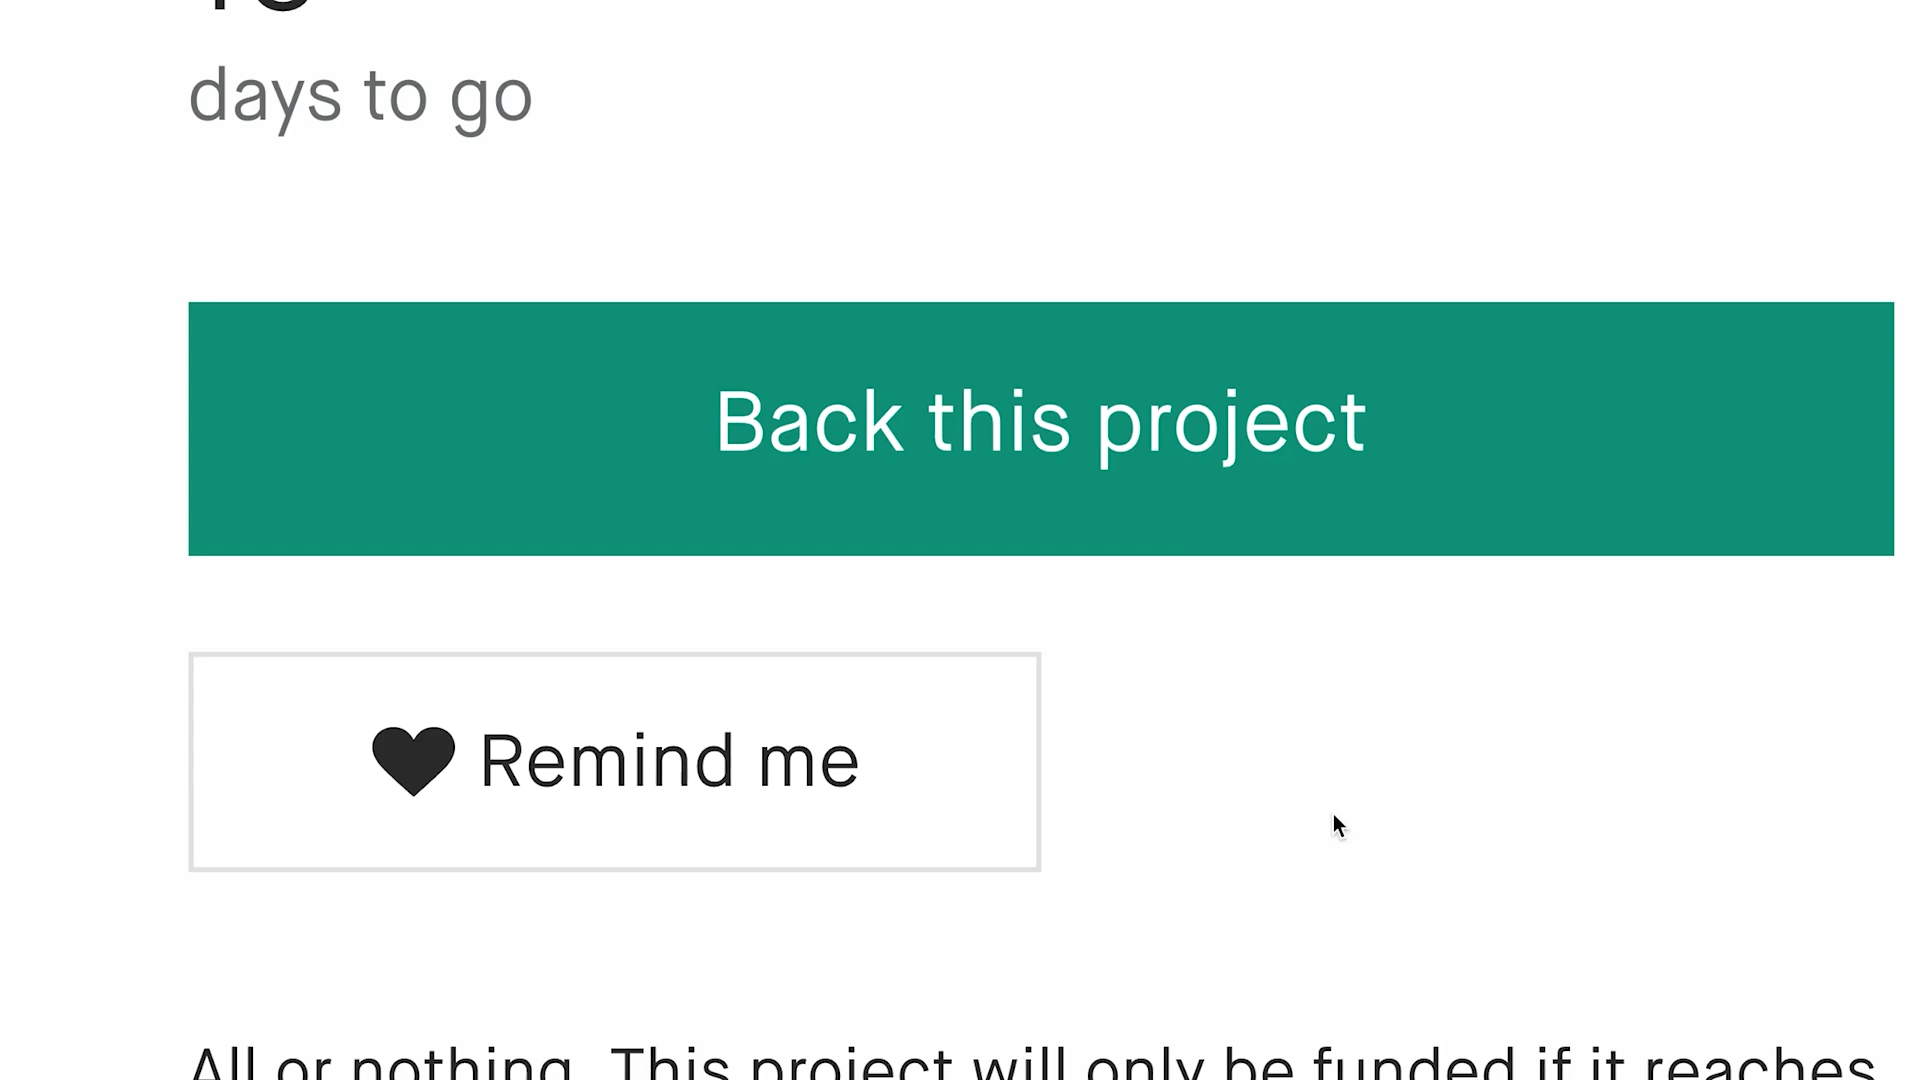 days to go
Back this project
Remind me
All or nothing. This project will only be funded if it reaches